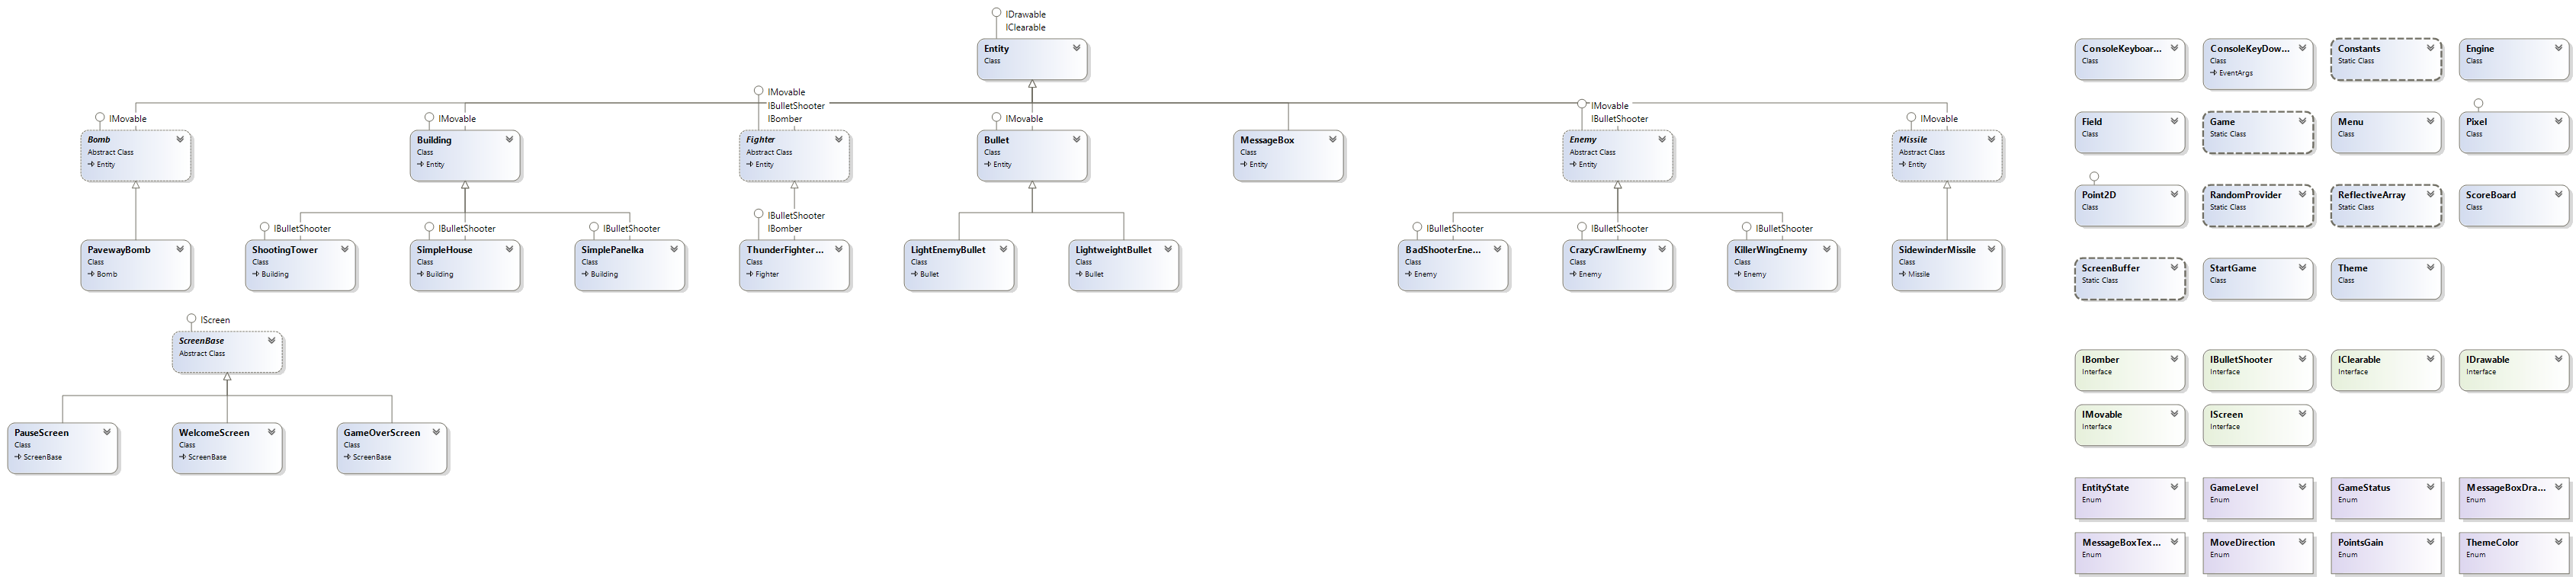 IDrawable
IClearable
Entity
Class
IMovable
Bomb
Abstract Class
Entity
IMovable
Building
Class
Entity
IMovable
IBulletShooter
IBomber
Fighter
Abstract Class
Entity
IMovable
Bullet
Class
Entity
MessageBox
Class
Entity
IMovable
IBulletShooter
Enemy
Abstract Class
Entity
IMovable
Missile
Abstract Class
Entity
PavewayBomb
Class
Bomb
IBulletShooter
ShootingTower
Class
Building
IBulletShooter
SimpleHouse
Class
Building
IBulletShooter
SimplePanelka
Class
Building
IBulletShooter
IBomber
ThunderFighter...
Class
Fighter
LightEnemyBullet
Class
Bullet
LightweightBullet
Class
Bullet
IBulletShooter
BadShooterEne...
Class
Enemy
IBulletShooter
CrazyCrawlEnemy
Class
Enemy
IBulletShooter
KillerWingEnemy
Class
Enemy
SidewinderMissile
Class
Missile
IScreen
ScreenBase
Abstract Class
PauseScreen
Class
ScreenBase
WelcomeScreen
Class
ScreenBase
GameOverScreen
Class
ScreenBase
ConsoleKeyboar...
Class
ConsoleKeyDow...
Class
EventArgs
Constants
Static Class
Engine
Class
Field
Class
Game
Static Class
Menu
Class
Pixel
Class
Point2D
Class
RandomProvider
Static Class
ReflectiveArray
Static Class
ScoreBoard
Class
ScreenBuffer
Static Class
StartGame
Class
Theme
Class
IBomber
Interface
IBulletShooter
Interface
IClearable
Interface
IDrawable
Interface
IMovable
Interface
IScreen
Interface
EntityState
Enum
GameLevel
Enum
GameStatus
Enum
MessageBoxDra...
Enum
MessageBoxTex...
Enum
MoveDirection
Enum
PointsGain
Enum
ThemeColor
Enum